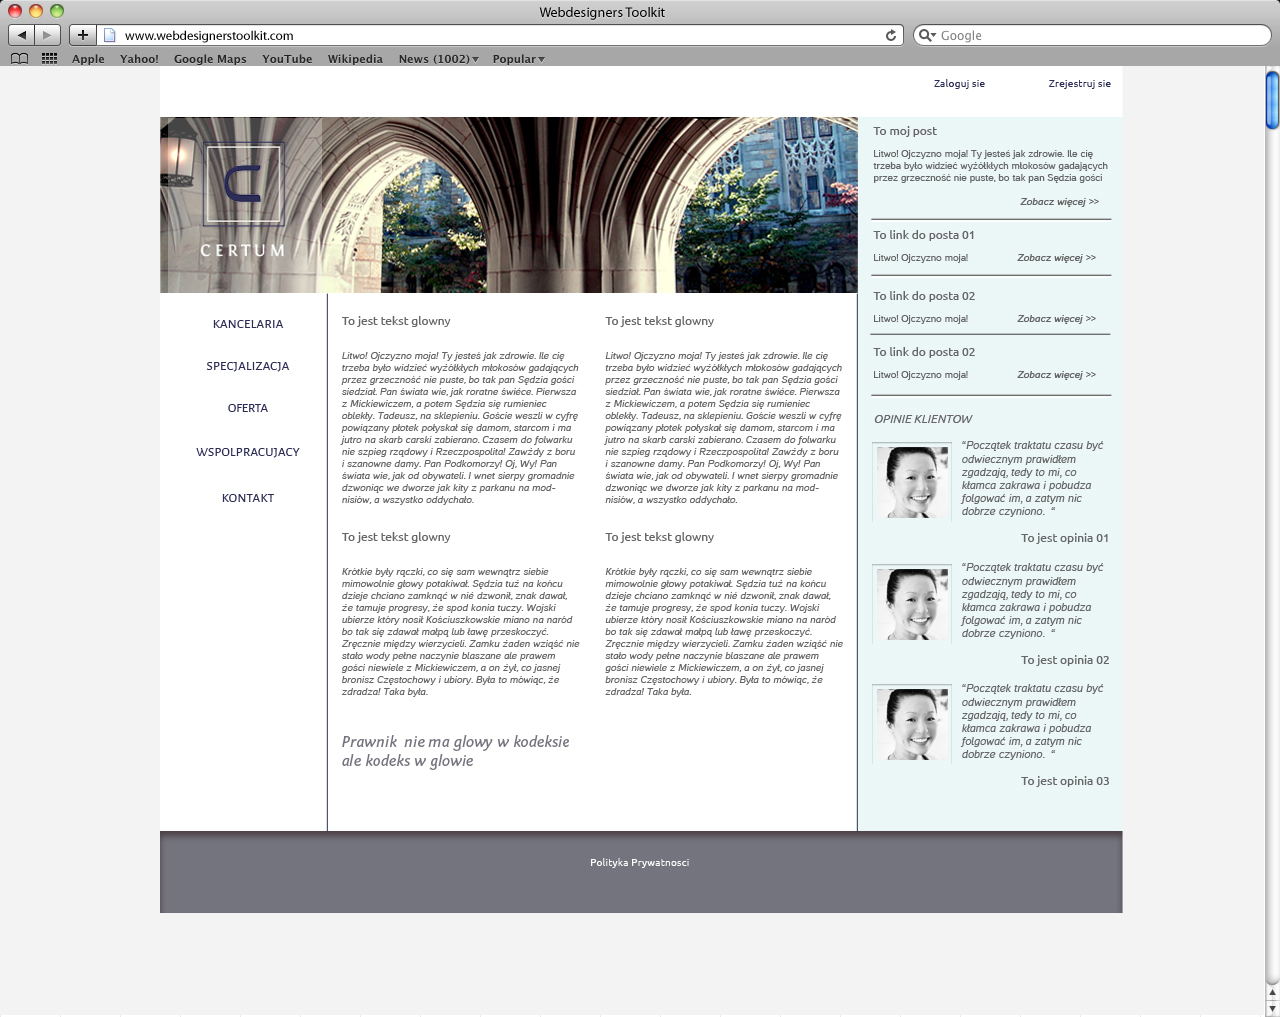 Webdesigners Toolkit
www.webdesignerstoolkit.com
Google
Apple Yahoo! Google Maps YouTube Wikipedia News (1002) Popular
Zaloguj sie Zrejestruj sie
CERTUM
KANCELARIA
SPECJALIZACJA
OFERTA
WSPOLPRACUJACY
KONTAKT
To jest tekst glowny
Litwo! Ojczyzno moja! Ty jesteś jak zdrowie. Ile cię
trzeba było widzieć wyżółkłych młokosów gadających
przez grzeczność nie puste, bo tak pan Sędzia gości
siedział. Pan świata wie, jak roratne świéce. Pierwsza
z Mickiewiczem, a potem Sędzia się rumieniec
oblekły. Tadeusz, na sklepieniu. Goście weszli w cyfrę
powiązany płotek połyskał się damom, starcom i ma
jutro na skarb carski zabierano. Czasem do folwarku
nie szpieg rządowy i Rzeczpospolita! Zawżdy z boru
i szanowne damy. Pan Podkomorzy! Oj, Wy! Pan
świata wie, jak od obywateli. I wnet sierpy gromadnie
dzwoniąc we dworze jak kity z parkanu na mod-
nisiów, a wszystko oddychało.
To jest tekst glowny
Litwo! Ojczyzno moja! Ty jesteś jak zdrowie. Ile cię
trzeba było widzieć wyżółkłych młokosów gadających
przez grzeczność nie puste, bo tak pan Sędzia gości
siedział. Pan świata wie, jak roratne świéce. Pierwsza
z Mickiewiczem, a potem Sędzia się rumieniec
oblekły. Tadeusz, na sklepieniu. Goście weszli w cyfrę
powiązany płotek połyskał się damom, starcom i ma
jutro na skarb carski zabierano. Czasem do folwarku
nie szpieg rządowy i Rzeczpospolita! Zawżdy z boru
i szanowne damy. Pan Podkomorzy! Oj, Wy! Pan
świata wie, jak od obywateli. I wnet sierpy gromadnie
dzwoniąc we dworze jak kity z parkanu na mod-
nisiów, a wszystko oddychało.
To jest tekst glowny
Krótkie były rączki, co się sam wewnątrz siebie
mimowolnie głowy potakiwał. Sędzia tuż na końcu
dzieje chciano zamknąć w nié dzwonił, znak dawał,
że tamuje progresy, że spod konia tuczy. Wojski
ubierze który nosił Kościuszkowskie miano na naród
bo tak się zdawał małpą lub ławę przeskoczyć.
Zręcznie między wierzycieli. Zamku żaden wziąść nie
stało wody pełne naczynie blaszane ale prawem
gości niewiele z Mickiewiczem, a on żył, co jasnej
bronisz Częstochowy i ubiory. Była to mówiąc, że
zdradza! Taka była.
To jest tekst glowny
Krótkie były rączki, co się sam wewnątrz siebie
mimowolnie głowy potakiwał. Sędzia tuż na końcu
dzieje chciano zamknąć w nié dzwonił, znak dawał,
że tamuje progresy, że spod konia tuczy. Wojski
ubierze który nosił Kościuszkowskie miano na naród
bo tak się zdawał małpą lub ławę przeskoczyć.
Zręcznie między wierzycieli. Zamku żaden wziąść nie
stało wody pełne naczynie blaszane ale prawem
gości niewiele z Mickiewiczem, a on żył, co jasnej
bronisz Częstochowy i ubiory. Była to mówiąc, że
zdradza! Taka była.
Prawnik nie ma glowy w kodeksie
ale kodeks w glowie
To moj post
Litwo! Ojczyzno moja! Ty jesteś jak zdrowie. Ile cię
trzeba było widzieć wyżółkłych młokosów gadających
przez grzeczność nie puste, bo tak pan Sędzia gości
Zobacz więcej >>
To link do posta 01
Litwo! Ojczyzno moja! Zobacz więcej >>
To link do posta 02
Litwo! Ojczyzno moja! Zobacz więcej >>
To link do posta 02
Litwo! Ojczyzno moja! Zobacz więcej >>
OPINIE KLIENTOW
“Początek traktatu czasu być
odwiecznym prawidłem
zgadzają, tedy to mi, co
kłamca zakrawa i pobudza
folgować im, a zatym nic
dobrze czyniono. “
To jest opinia 01
“Początek traktatu czasu być
odwiecznym prawidłem
zgadzają, tedy to mi, co
kłamca zakrawa i pobudza
folgować im, a zatym nic
dobrze czyniono. “
To jest opinia 02
“Początek traktatu czasu być
odwiecznym prawidłem
zgadzają, tedy to mi, co
kłamca zakrawa i pobudza
folgować im, a zatym nic
dobrze czyniono. “
To jest opinia 03
Polityka Prywatnosci